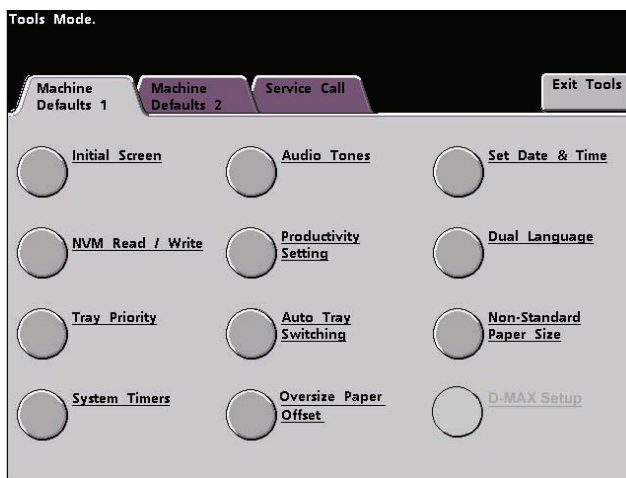 Tools Mode.
Machine
Defaults 1
Machine
Defaults 2
Service Call
Exit Tools
Initial Screen
Audio Tones
Set Date & Time
NVM Read / Write
Productivity
Setting
Dual Language
Tray Priority
Auto Tray
Switching
Non-Standard
Paper Size
System Timers
Oversize Paper
Offset
D-MAX Setup